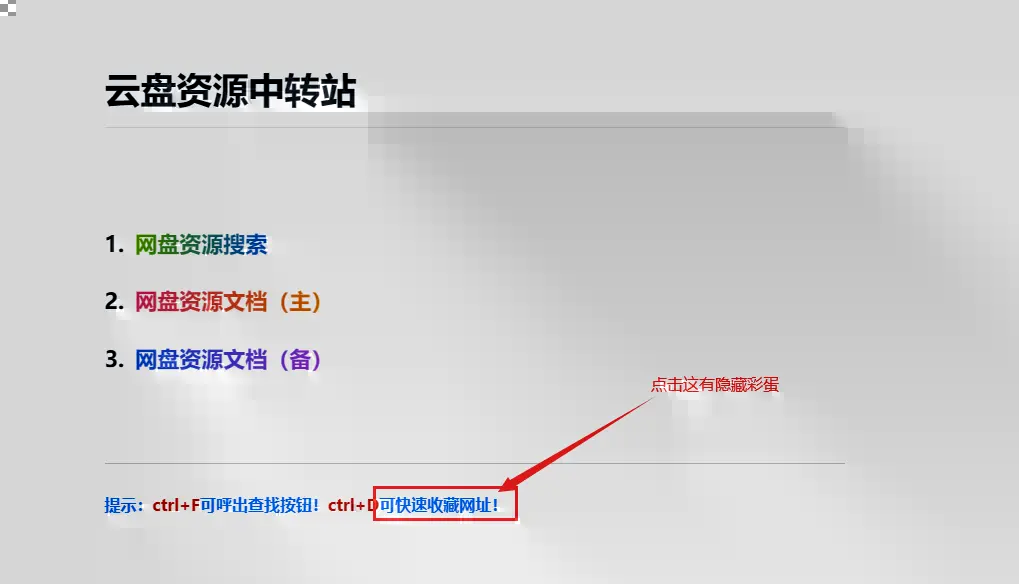 云盘资源中转站
1. 网盘资源搜索
2. 网盘资源文档（主）
3. 网盘资源文档（备）
点击这有隐藏彩蛋
提示：ctrl+F可呼出查找按钮！ctrl+D可快速收藏网址！